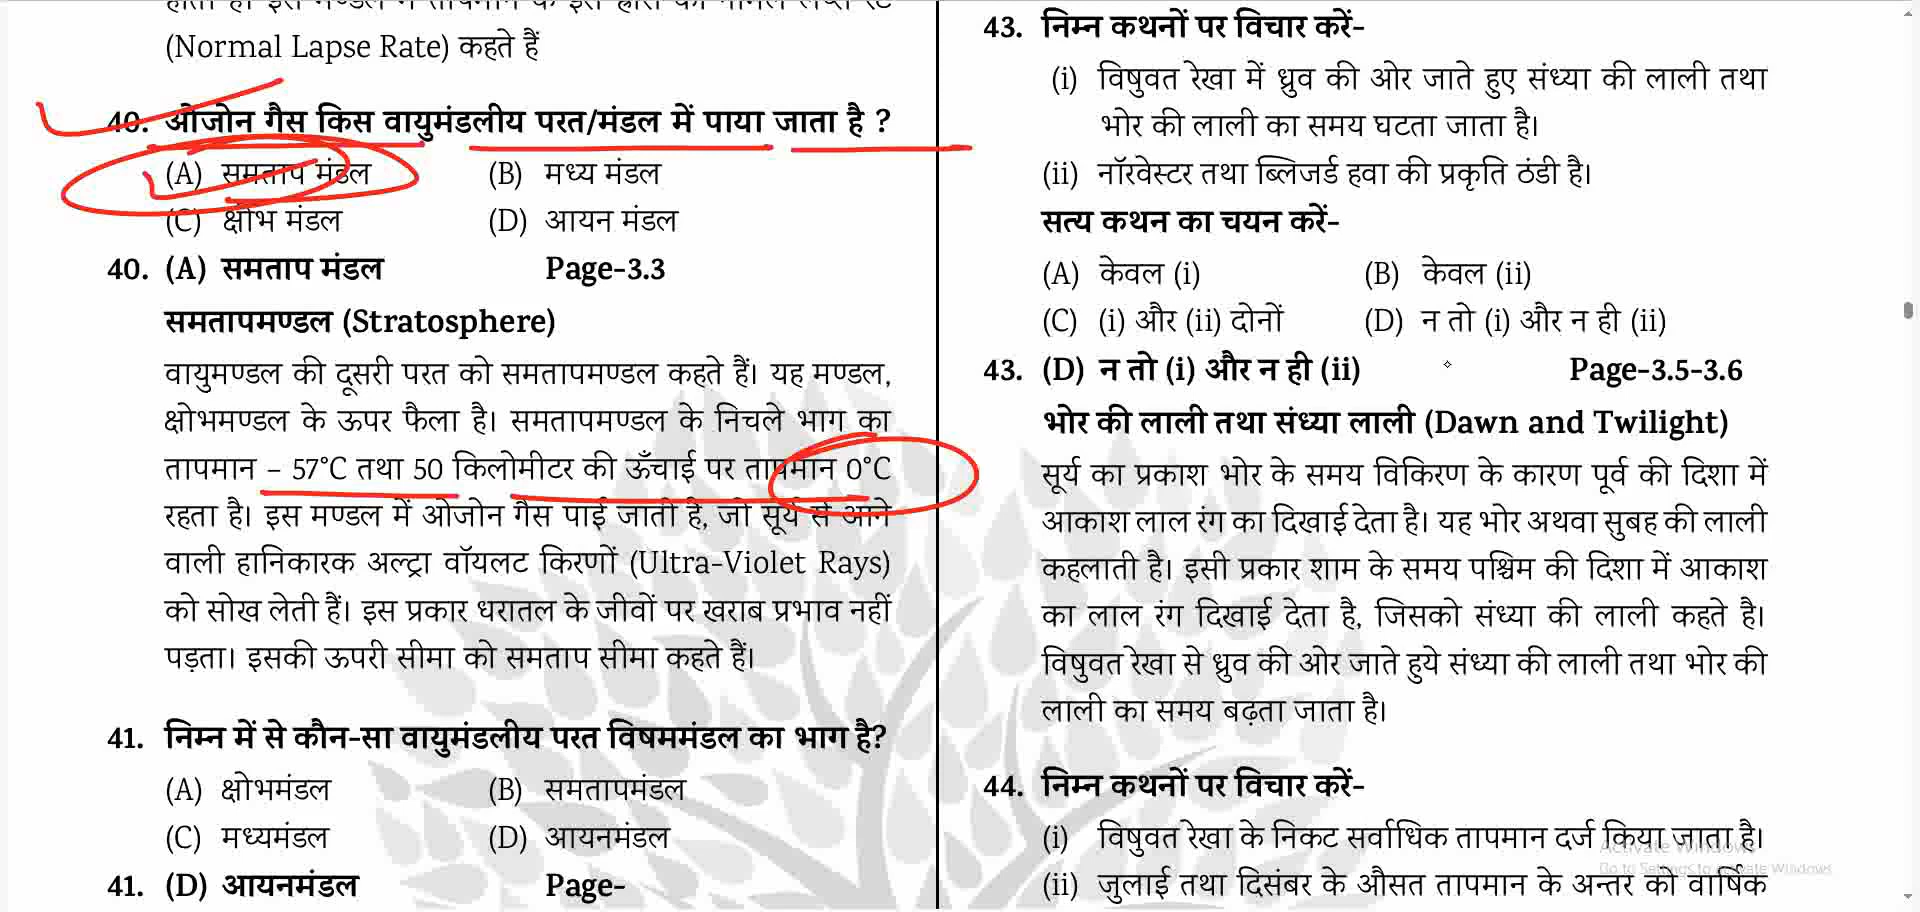 (Normal Lapse Rate) कहते हैं
40. ओजोन गैस किस वायुमंडलीय परत/मंडल में पाया जाता है ?
(A) समताप मंडल (B) मध्य मंडल
(C) क्षोभ मंडल (D) आयन मंडल
40. (A) समताप मंडल Page-3.3
समतापमण्डल (Stratosphere)
वायुमण्डल की दूसरी परत को समतापमण्डल कहते हैं। यह मण्डल,
क्षोभमण्डल के ऊपर फैला है। समतापमण्डल के निचले भाग का
तापमान – 57°C तथा 50 किलोमीटर की ऊँचाई पर तापमान 0°C
रहता है। इस मण्डल में ओजोन गैस पाई जाती है, जो सूर्य से आने
वाली हानिकारक अल्ट्रा वॉयलट किरणों (Ultra-Violet Rays)
को सोख लेती हैं। इस प्रकार धरातल के जीवों पर खराब प्रभाव नहीं
पड़ता। इसकी ऊपरी सीमा को समताप सीमा कहते हैं।
41. निम्न में से कौन-सा वायुमंडलीय परत विषममंडल का भाग है?
(A) क्षोभमंडल (B) समतापमंडल
(C) मध्यमंडल (D) आयनमंडल
41. (D) आयनमंडल Page-
43. निम्न कथनों पर विचार करें-
(i) विषुवत रेखा में ध्रुव की ओर जाते हुए संध्या की लाली तथा
भोर की लाली का समय घटता जाता है।
(ii) नॉरवेस्टर तथा ब्लिजर्ड हवा की प्रकृति ठंडी है।
सत्य कथन का चयन करें-
(A) केवल (i) (B) केवल (ii)
(C) (i) और (ii) दोनों (D) न तो (i) और न ही (ii)
43. (D) न तो (i) और न ही (ii) Page-3.5-3.6
भोर की लाली तथा संध्या लाली (Dawn and Twilight)
सूर्य का प्रकाश भोर के समय विकिरण के कारण पूर्व की दिशा में
आकाश लाल रंग का दिखाई देता है। यह भोर अथवा सुबह की लाली
कहलाती है। इसी प्रकार शाम के समय पश्चिम की दिशा में आकाश
का लाल रंग दिखाई देता है, जिसको संध्या की लाली कहते है।
विषुवत रेखा से ध्रुव की ओर जाते हुये संध्या की लाली तथा भोर की
लाली का समय बढ़ता जाता है।
44. निम्न कथनों पर विचार करें-
(i) विषुवत रेखा के निकट सर्वाधिक तापमान दर्ज किया जाता है।
(ii) जुलाई तथा दिसंबर के औसत तापमान के अन्तर को वार्षिक
Activate Windows
Go to Settings to activate Windows